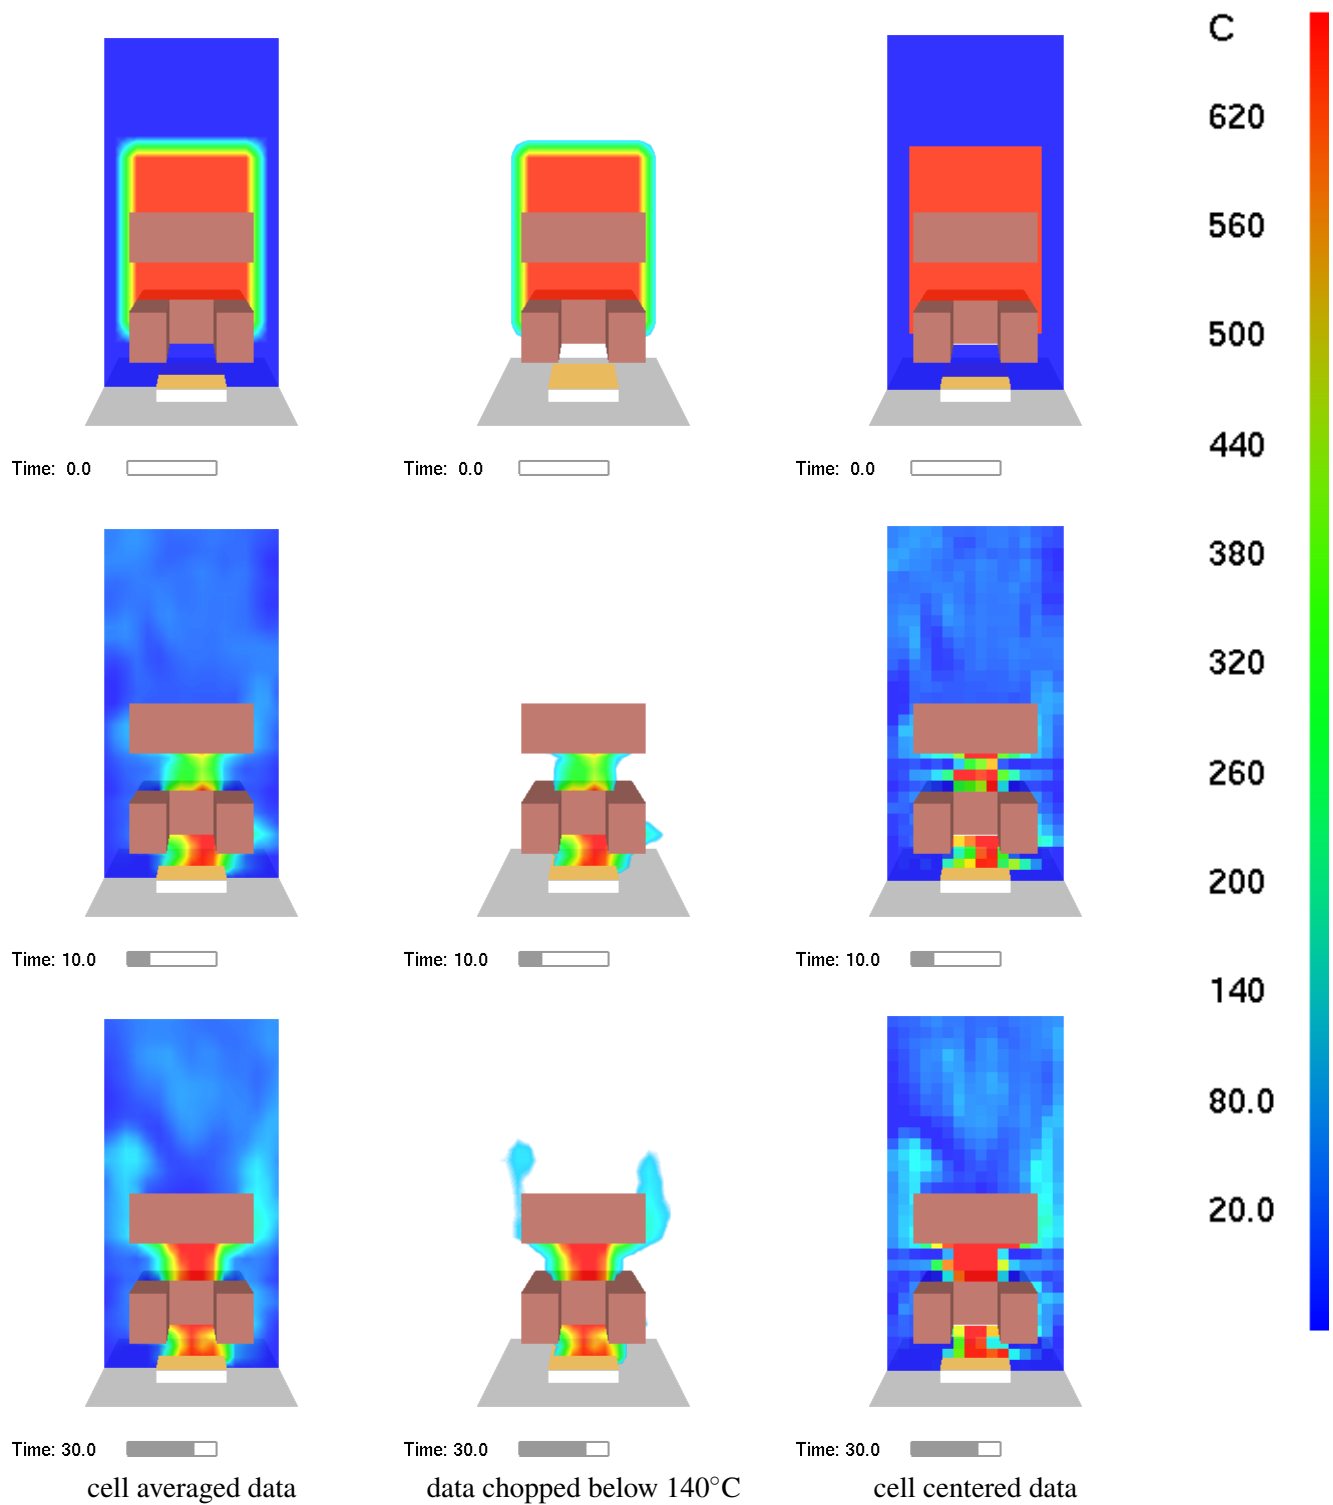 C
620
560
500
440
380
320
260
200
140
80.0
20.0
Time: 0.0
Time: 0.0
Time: 0.0
Time: 10.0
Time: 10.0
Time: 10.0
Time: 30.0
Time: 30.0
Time: 30.0
cell averaged data
data chopped below 140°C
cell centered data